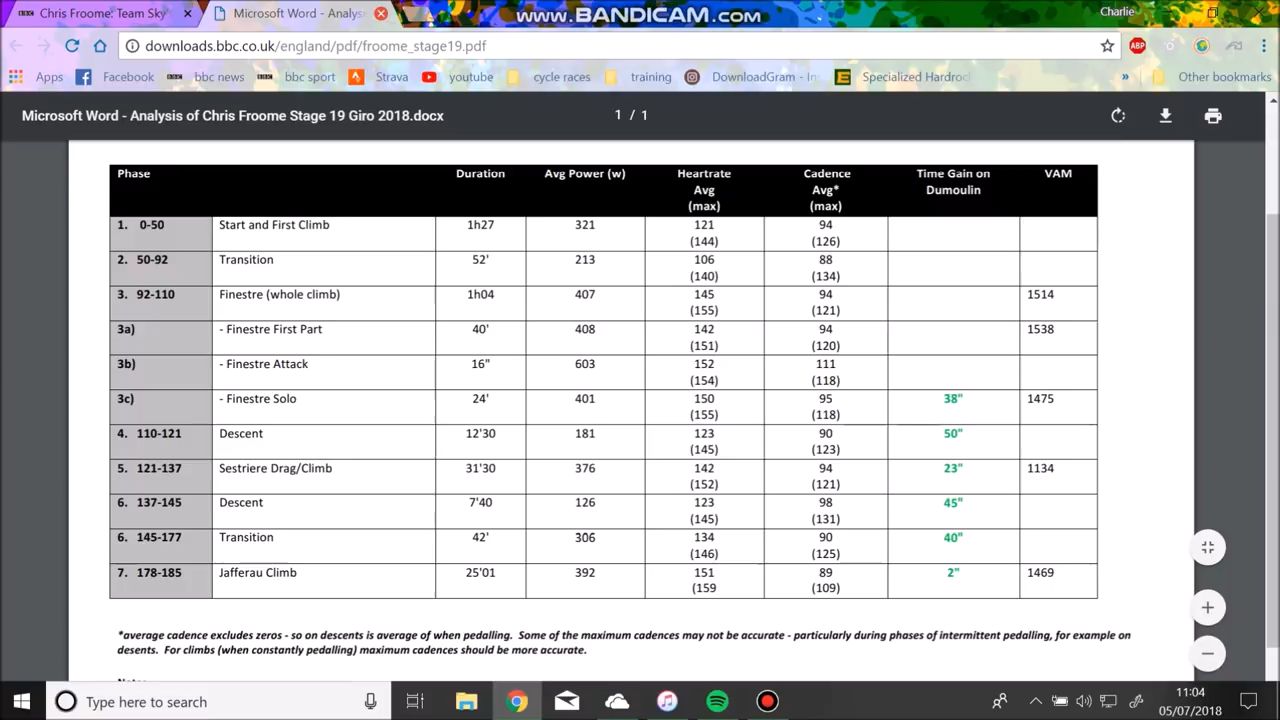 Chris Froome: Team Sky
Microsoft Word - Analys
www.BANDICAM.com
Charlie
downloads.bbc.co.uk/england/pdf/froome_stage19.pdf
ABP
Apps Facebook bbc news bbc sport Strava youtube cycle races training DownloadGram - In Specialized Hardroc » Other bookmarks
Microsoft Word - Analysis of Chris Froome Stage 19 Giro 2018.docx 1 / 1
Phase Duration Avg Power (w) Heartrate Avg (max) Cadence Avg* (max) Time Gain on Dumoulin VAM
1. 0-50 Start and First Climb 1h27 321 121 (144) 94 (126)
2. 50-92 Transition 52' 213 106 (140) 88 (134)
3. 92-110 Finestre (whole climb) 1h04 407 145 (155) 94 (121) 1514
3a) - Finestre First Part 40' 408 142 (151) 94 (120) 1538
3b) - Finestre Attack 16" 603 152 (154) 111 (118)
3c) - Finestre Solo 24' 401 150 (155) 95 (118) 38" 1475
4. 110-121 Descent 12'30 181 123 (145) 90 (123) 50"
5. 121-137 Sestriere Drag/Climb 31'30 376 142 (152) 94 (121) 23" 1134
6. 137-145 Descent 7'40 126 123 (145) 98 (131) 45"
6. 145-177 Transition 42' 306 134 (146) 90 (125) 40"
7. 178-185 Jafferau Climb 25'01 392 151 (159 89 (109) 2" 1469
*average cadence excludes zeros - so on descents is average of when pedalling. Some of the maximum cadences may not be accurate - particularly during phases of intermittent pedalling, for example on
desents. For climbs (when constantly pedalling) maximum cadences should be more accurate.
Type here to search
11:04
05/07/2018